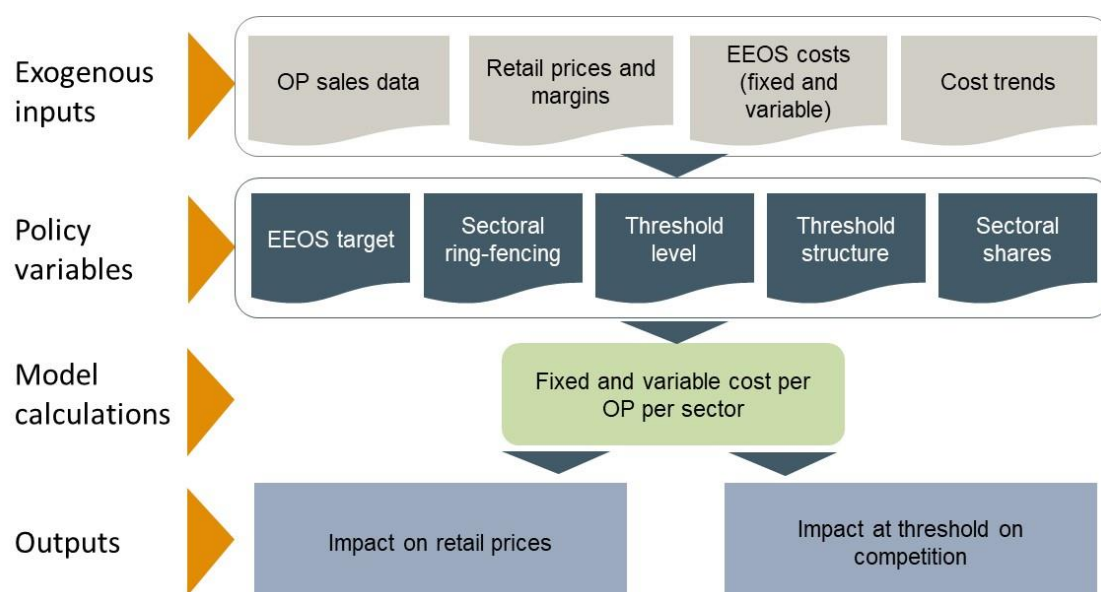 Exogenous
inputs
OP sales data
Retail prices and
margins
EEOS costs
(fixed and
variable)
Cost trends
Policy
variables
EEOS target
Sectoral
ring-fencing
Threshold
level
Threshold
structure
Sectoral
shares
Model
calculations
Fixed and variable cost per
OP per sector
Outputs
Impact on retail prices
Impact at threshold on
competition